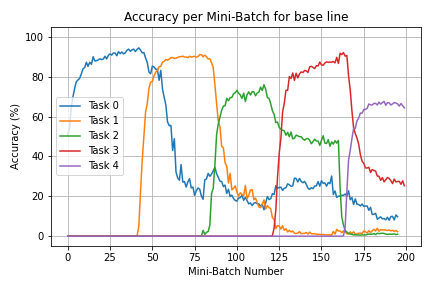 Accuracy per Mini-Batch for base line
Accuracy (%)
100
80
60
40
20
0
Task 0
Task 1
Task 2
Task 3
Task 4
0 25 50 75 100 125 150 175 200
Mini-Batch Number